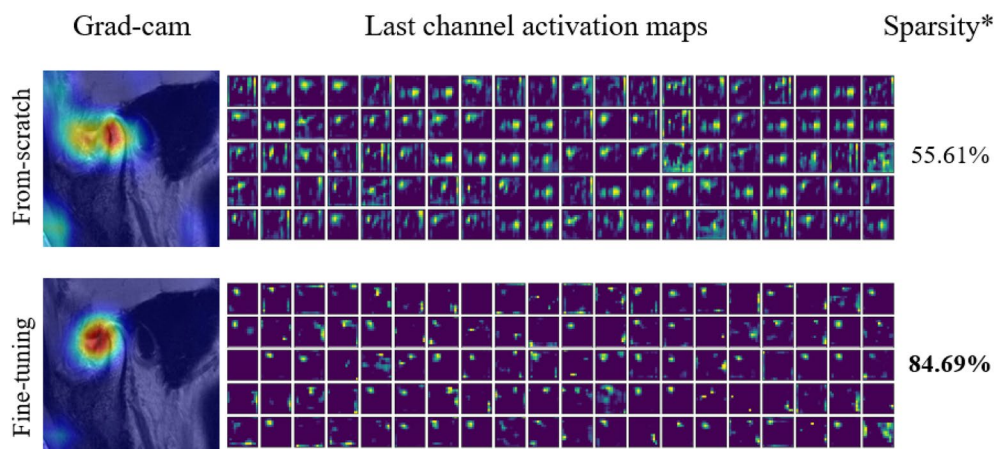 Grad-cam Last channel activation maps Sparsity*
From-scratch
55.61%
Fine-tuning
84.69%